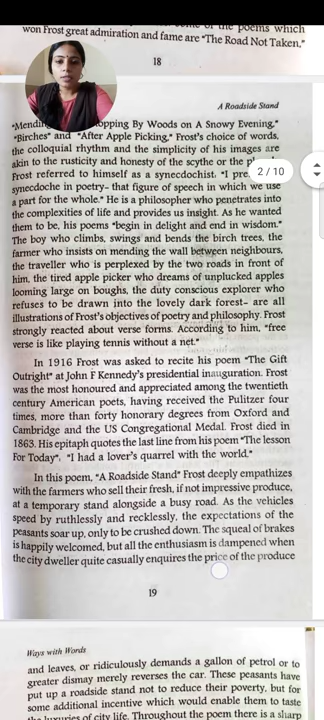 of the poems which
won Frost great admiration and fame are "The Road Not Taken,"
18
A Roadside Stand
"Mending opping By Woods on A Snowy Evening,"
"Birches" and "After Apple Picking," Frost's choice of words,
the colloquial rhythm and the simplicity of his images are
akin to the rusticity and honesty of the scythe or the
2 / 10
Frost referred to himself as a synecdochist. "I
synecdoche in poetry- that figure of speech in which we use
a part for the whole." He is a philosopher who penetrates into
the complexities of life and provides us insight. As he wanted
them to be, his poems "begin in delight and end in wisdom."
The boy who climbs, swings and bends the birch trees, the
farmer who insists on mending the wall between neighbours,
the traveller who is perplexed by the two roads in front of
him, the tired apple picker who dreams of unplucked apples
looming large on boughs, the duty conscious explorer who
refuses to be drawn into the lovely dark forest- are all
illustrations of Frost's objectives of poetry and philosophy. Frost
strongly reacted about verse forms. According to him, "free
verse is like playing tennis without a net."
In 1916 Frost was asked to recite his poem "The Gift
Outright" at John F Kennedy's presidential inauguration. Frost
was the most honoured and appreciated among the twentieth
century American poets, having received the Pulitzer four
times, more than forty honorary degrees from Oxford and
Cambridge and the US Congregational Medal. Frost died in
1863. His epitaph quotes the last line from his poem "The lesson
For Today". "I had a lover's quarrel with the world."
In this poem, "A Roadside Stand" Frost deeply empathizes
with the farmers who sell their fresh, if not impressive produce,
at a temporary stand alongside a busy road. As the vehicles
speed by ruthlessly and recklessly, the expectations of the
peasants soar up, only to be crushed down. The squeal of brakes
is happily welcomed, but all the enthusiasm is dampened when
the city dweller quite casually enquires the price of the produce
19
Ways with Words
and leaves, or ridiculously demands a gallon of petrol or to
greater dismay merely reverses the car. These peasants have
put up a roadside stand not to reduce their poverty, but for
some additional incentive which would enable them to taste
the luxuries of city life. Throughout the poem there is a sharp